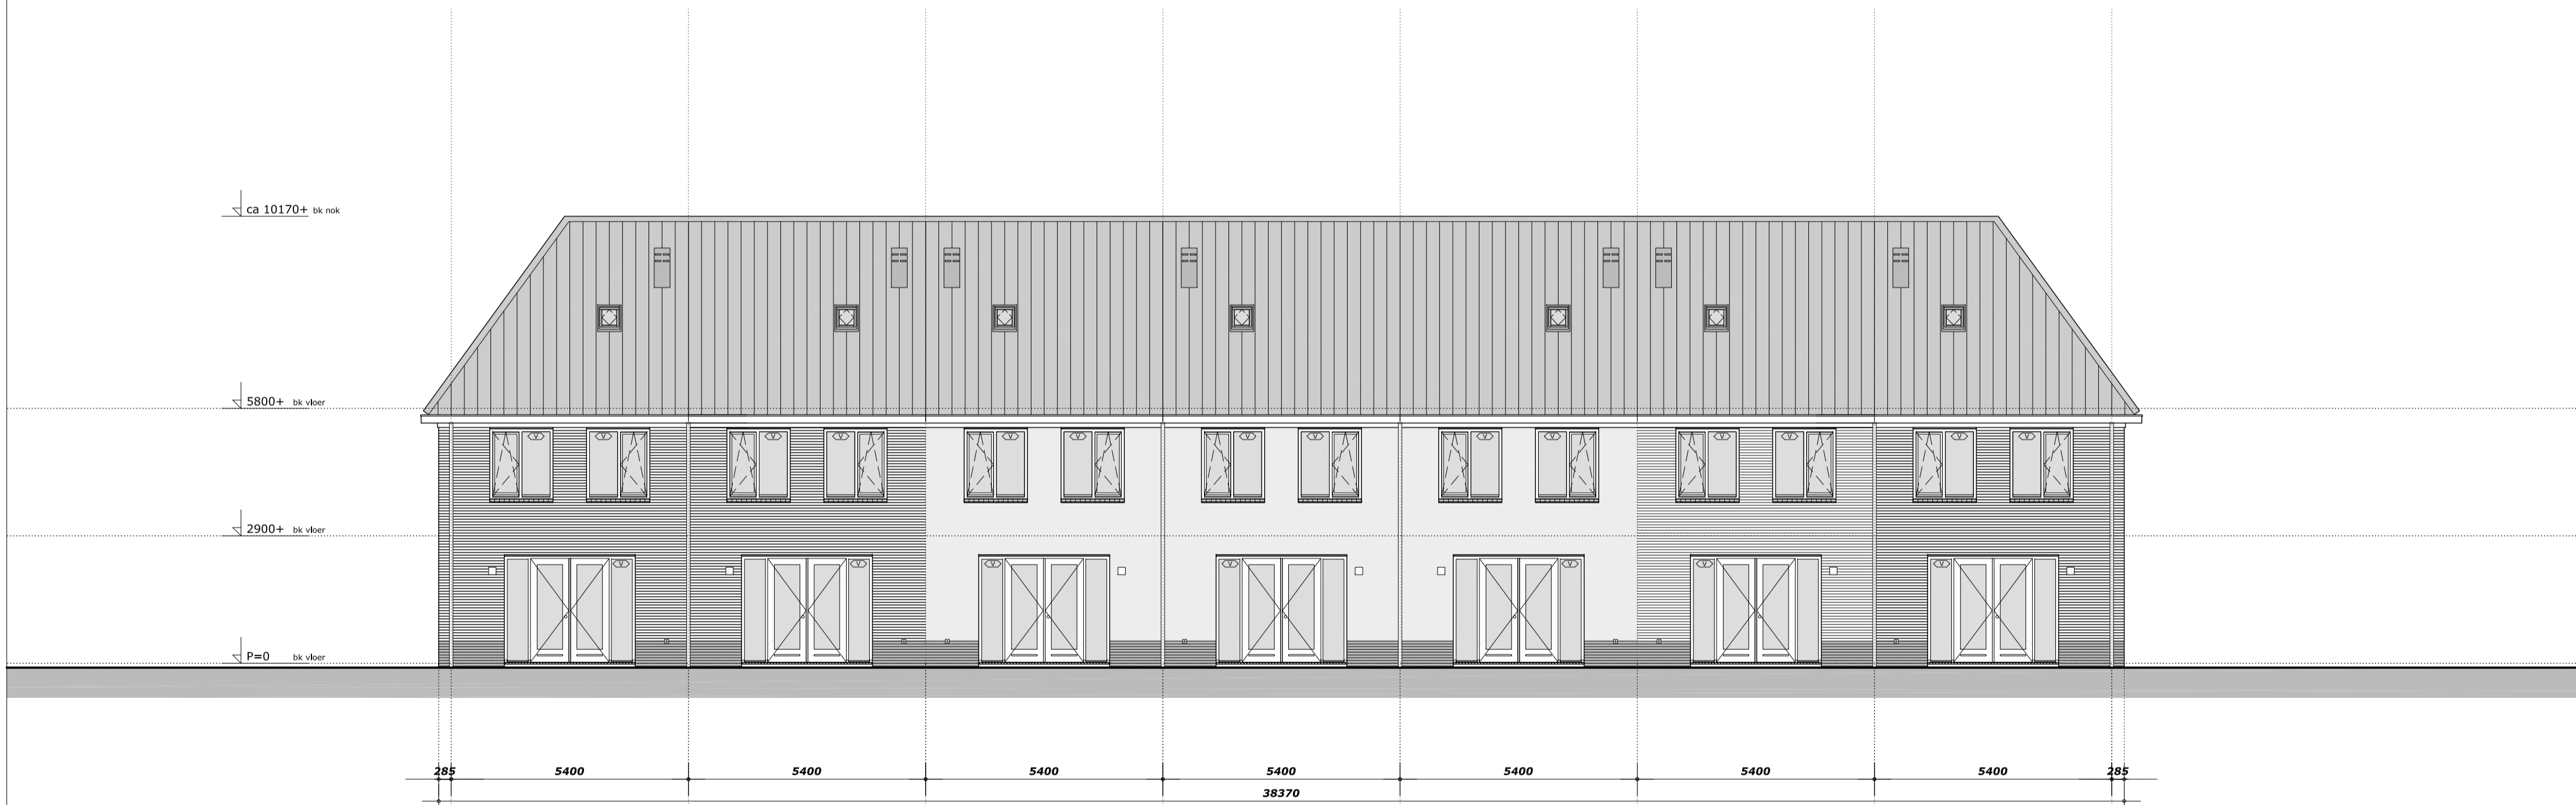 ca 10170+ bk nok
5800+ bk vloer
V V V V V V V V V V V V V V
2900+ bk vloer
V V V V V V V
P=0 bk vloer
285 5400 5400 5400 5400 5400 5400 5400 285
38370